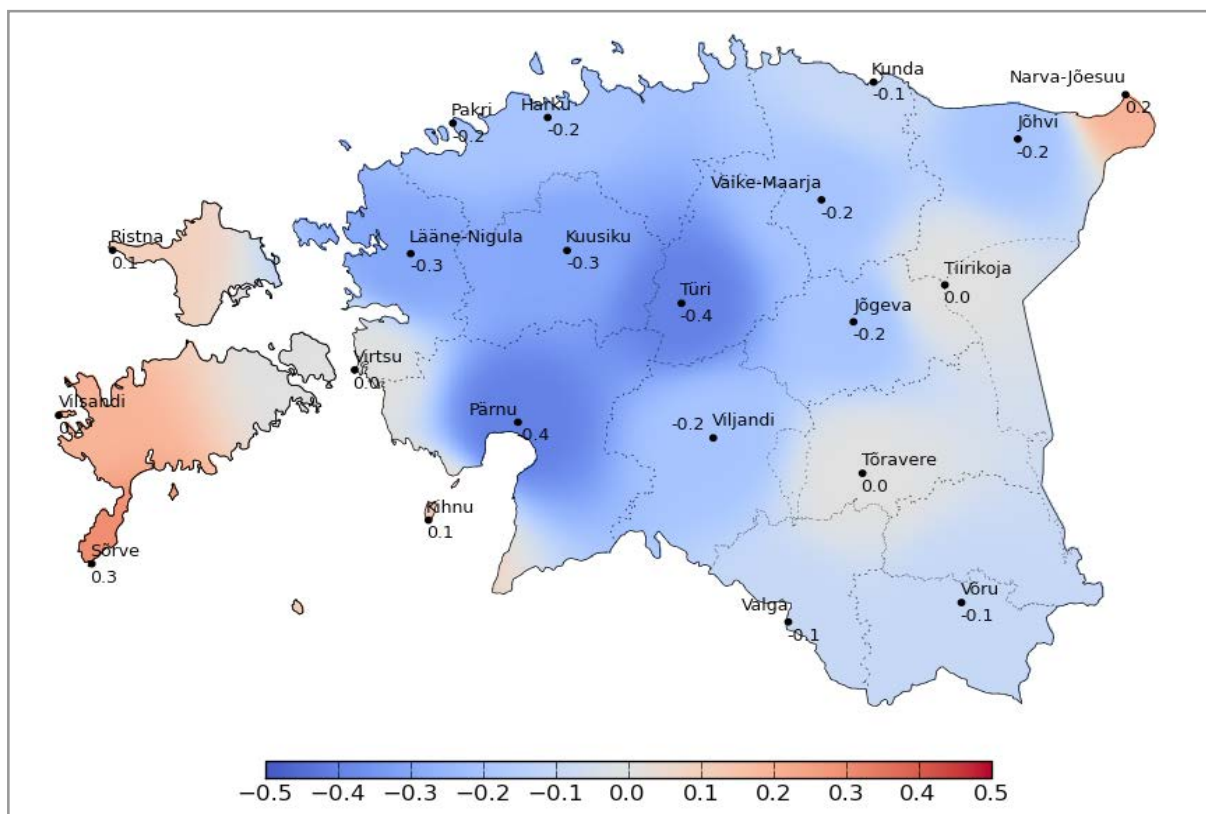 Kunda
-0.1
Narva-Jõesuu
0.2
Pakri
-0.2
Harku
-0.2
Jõhvi
-0.2
Väike-Maarja
-0.2
Ristna
0.1
Lääne-Nigula
-0.3
Kuusiku
-0.3
Tiirikoja
0.0
Türi
-0.4
Jõgeva
-0.2
Virtsu
0.0
Vilsandi
Pärnu
-0.4
-0.2 Viljandi
Tõravere
0.0
Kihnu
0.1
Sõrve
0.3
Võru
-0.1
Valga
-0.1
−0.5 −0.4 −0.3 −0.2 −0.1 0.0 0.1 0.2 0.3 0.4 0.5